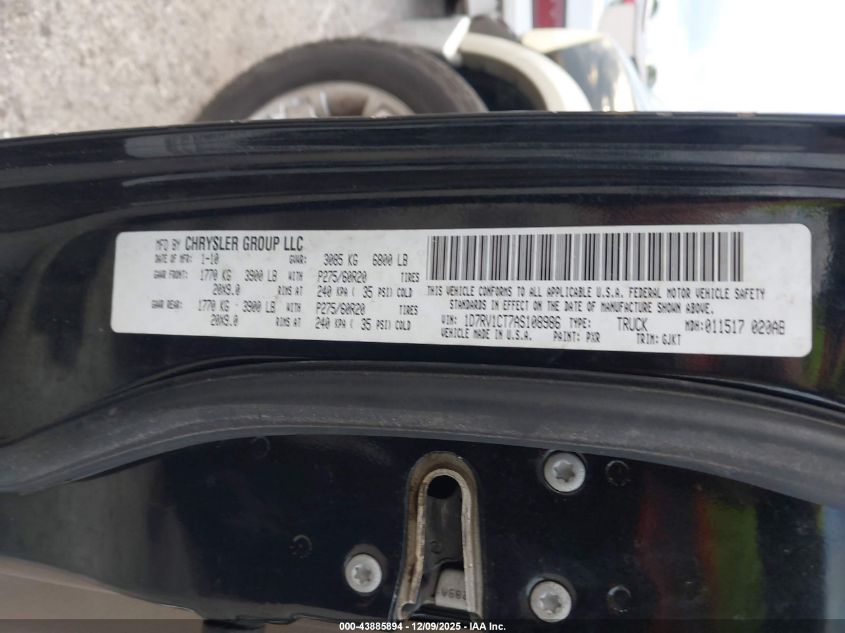 MFD BY CHRYSLER GROUP LLC
DATE OF MFR: 1-10 GVWR: 3085 KG 6800 LB
GAWR FRONT: 1770 KG 3900 LB WITH P275/60R20 TIRES
20X9.0 RIMS AT 240 KPA ( 35 PSI) COLD
GAWR REAR: 1770 KG 3900 LB WITH P275/60R20 TIRES
20X9.0 RIMS AT 240 KPA ( 35 PSI) COLD
THIS VEHICLE CONFORMS TO ALL APPLICABLE U.S.A. FEDERAL MOTOR VEHICLE SAFETY
STANDARDS IN EFFECT ON THE DATE OF MANUFACTURE SHOWN ABOVE.
VIN: 1D7RV1CT7AS108986 TYPE: TRUCK MDH: 011517 020AB
VEHICLE MADE IN U.S.A. PAINT: PXR TRIM: GJKT
000-43885894 - 12/09/2025 - IAA, Inc.